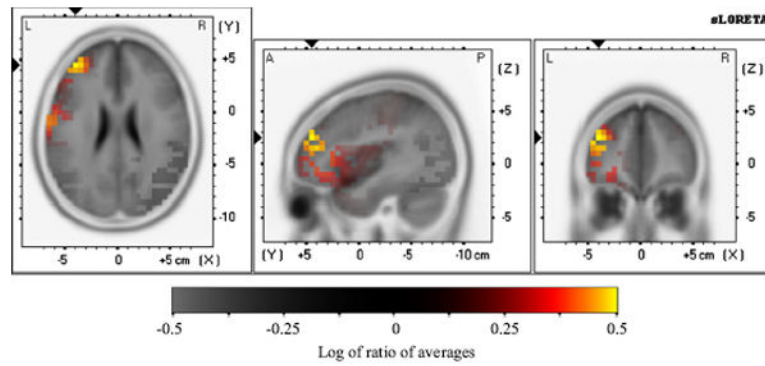 sLORETA
L R (Y)
+5
0
-5
-10
-5 0 +5 cm (X)
A P (Z)
+5
0
-5
(Y) +5 0 -5 -10 cm
L R (Z)
+5
0
-5
-5 0 +5 cm (X)
-0.5 -0.25 0 0.25 0.5
Log of ratio of averages